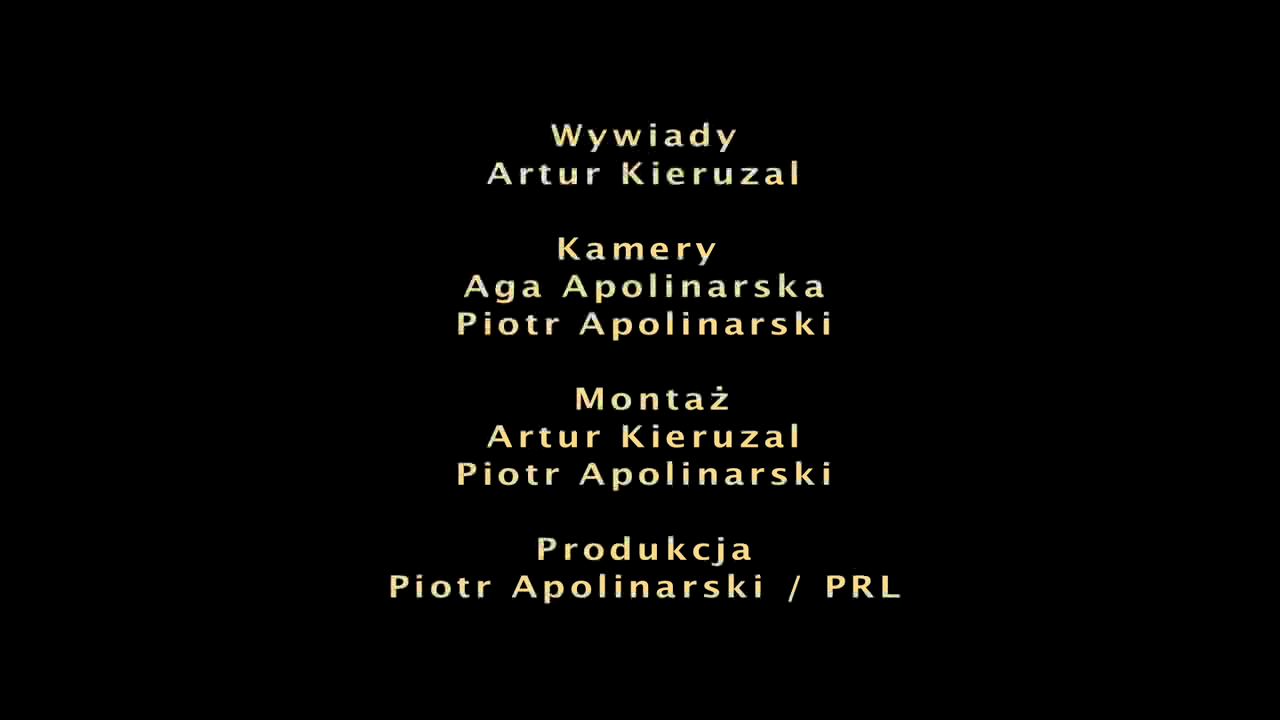 Wywiady
Artur Kieruzal
Kamery
Aga Apolinarska
Piotr Apolinarski
Montaż
Artur Kieruzal
Piotr Apolinarski
Produkcja
Piotr Apolinarski / PRL